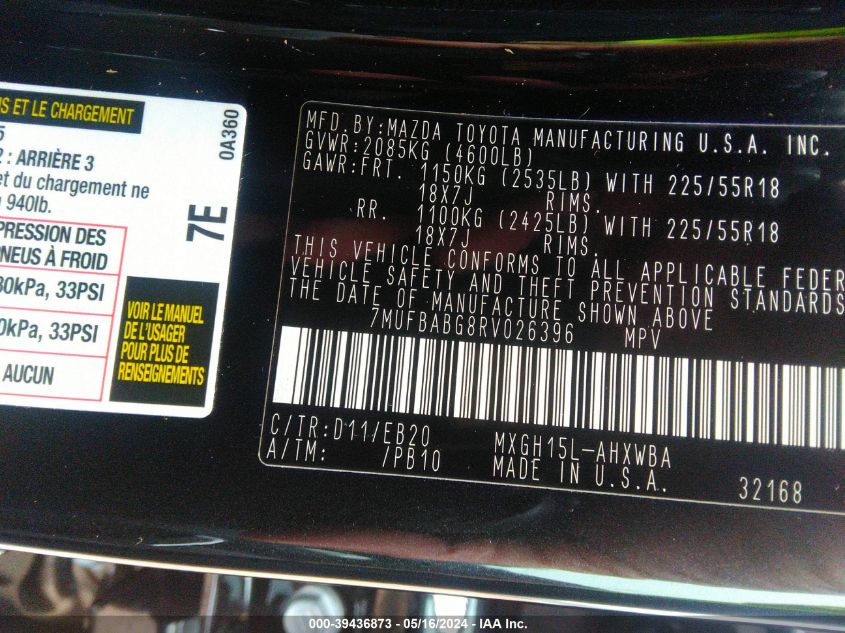 NS ET LE CHARGEMENT
5
2 : ARRIÈRE 3
et du chargement ne
940lb.
PRESSION DES
PNEUS À FROID
30kPa, 33PSI
0kPa, 33PSI
AUCUN
VOIR LE MANUEL
DE L'USAGER
POUR PLUS DE
RENSEIGNEMENTS
7E
0A360
MFD.BY:MAZDA TOYOTA MANUFACTURING U.S.A. INC.
GVWR:2085KG (4600LB)
GAWR:FRT. 1150KG (2535LB) WITH 225/55R18
18X7J RIMS.
RR. 1100KG (2425LB) WITH 225/55R18
18X7J RIMS.
THIS VEHICLE CONFORMS TO ALL APPLICABLE FEDER
VEHICLE SAFETY AND THEFT PREVENTION STANDARDS
THE DATE OF MANUFACTURE SHOWN ABOVE
7MUFBABG8RV026396 MPV
C/TR:D11/EB20 MXGH15L-AHXWBA
A/TM: /PB10 MADE IN U.S.A.
32168
000-39436873 - 05/16/2024 - IAA Inc.